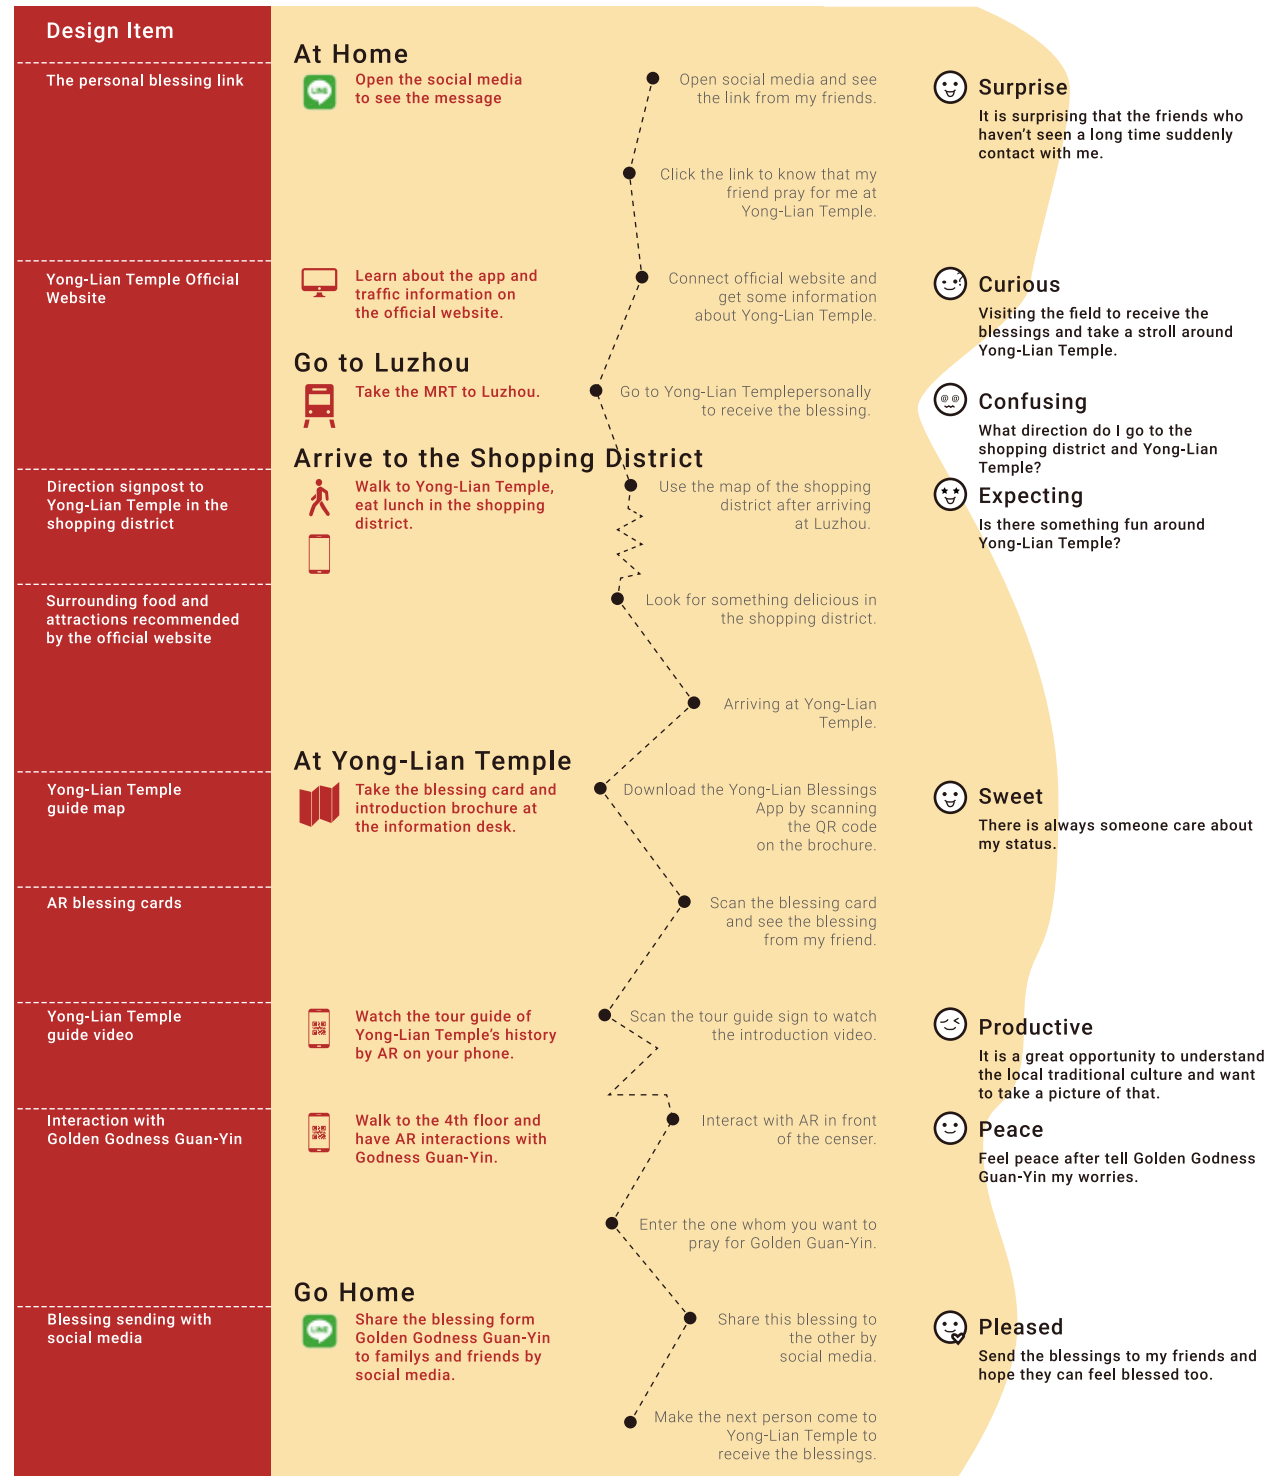 Design Item
The personal blessing link
At Home
Open the social media
to see the message
Open social media and see
the link from my friends.
Surprise
It is surprising that the friends who
haven't seen a long time suddenly
contact with me.
Click the link to know that my
friend pray for me at
Yong-Lian Temple.
Yong-Lian Temple Official
Website
Learn about the app and
traffic information on
the official website.
Connect official website and
get some information
about Yong-Lian Temple.
Curious
Visiting the field to receive the
blessings and take a stroll around
Yong-Lian Temple.
Go to Luzhou
Take the MRT to Luzhou.
Go to Yong-Lian Templepersonally
to receive the blessing.
Confusing
What direction do I go to the
shopping district and Yong-Lian
Temple?
Arrive to the Shopping District
Direction signpost to
Yong-Lian Temple in the
shopping district
Walk to Yong-Lian Temple,
eat lunch in the shopping
district.
Use the map of the shopping
district after arriving
at Luzhou.
Expecting
Is there something fun around
Yong-Lian Temple?
Surrounding food and
attractions recommended
by the official website
Look for something delicious in
the shopping district.
Arriving at Yong-Lian
Temple.
At Yong-Lian Temple
Yong-Lian Temple
guide map
Take the blessing card and
introduction brochure at
the information desk.
Download the Yong-Lian Blessings
App by scanning
the QR code
on the brochure.
Sweet
There is always someone care about
my status.
AR blessing cards
Scan the blessing card
and see the blessing
from my friend.
Yong-Lian Temple
guide video
Watch the tour guide of
Yong-Lian Temple's history
by AR on your phone.
Scan the tour guide sign to watch
the introduction video.
Productive
It is a great opportunity to understand
the local traditional culture and want
to take a picture of that.
Interaction with
Golden Godness Guan-Yin
Walk to the 4th floor and
have AR interactions with
Godness Guan-Yin.
Interact with AR in front
of the censer.
Peace
Feel peace after tell Golden Godness
Guan-Yin my worries.
Enter the one whom you want to
pray for Golden Guan-Yin.
Go Home
Blessing sending with
social media
LINE
Share the blessing form
Golden Godness Guan-Yin
to familys and friends by
social media.
Share this blessing to
the other by
social media.
Pleased
Send the blessings to my friends and
hope they can feel blessed too.
Make the next person come to
Yong-Lian Temple to
receive the blessings.